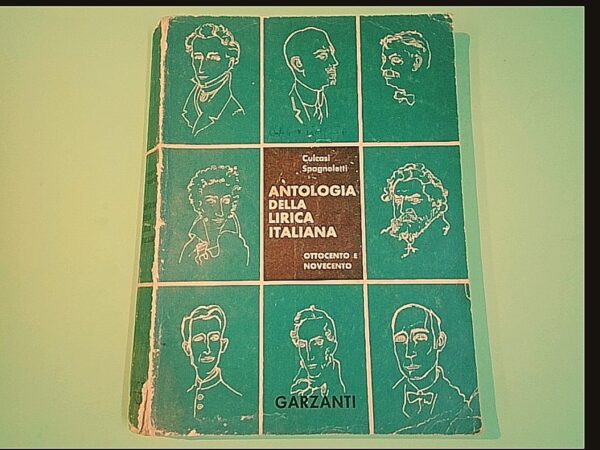 Culcasi
Spagnoletti
ANTOLOGIA
DELLA
LIRICA
ITALIANA
OTTOCENTO E
NOVECENTO
GARZANTI